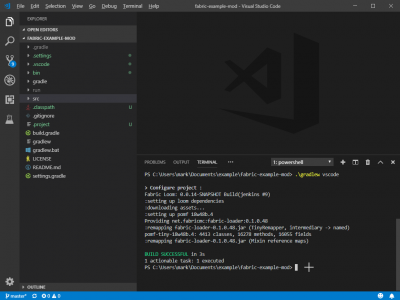 File Edit Selection View Go Debug Terminal Help
fabric-example-mod - Visual Studio Code
EXPLORER
OPEN EDITORS
FABRIC-EXAMPLE-MOD
.gradle
.settings
.vscode
bin
gradle
run
src
.classpath U
.gitignore
.project U
build.gradle
gradlew
gradlew.bat
LICENSE
README.md
settings.gradle
OUTLINE
PROBLEMS OUTPUT TERMINAL ... 1: powershell
PS C:\Users\mark\Documents\example\fabric-example-mod> .\gradlew vscode
> Configure project :
Fabric Loom: 0.0.14-SNAPSHOT Build(jenkins #9)
:setting up loom dependencies
:downloading assets...
:setting up pomf 18w48b.4
:Providing net.fabricmc:fabric-loader:0.1.0.48
:remapping fabric-loader-0.1.0.48.jar (TinyRemapper, intermediary -> named)
pomf-tiny-18w48b.4: 4413 classes, 16278 methods, 16055 fields
:remapping fabric-loader-0.1.0.48.jar (Mixin reference maps)
BUILD SUCCESSFUL in 3s
1 actionable task: 1 executed
PS C:\Users\mark\Documents\example\fabric-example-mod>
master* 0 0